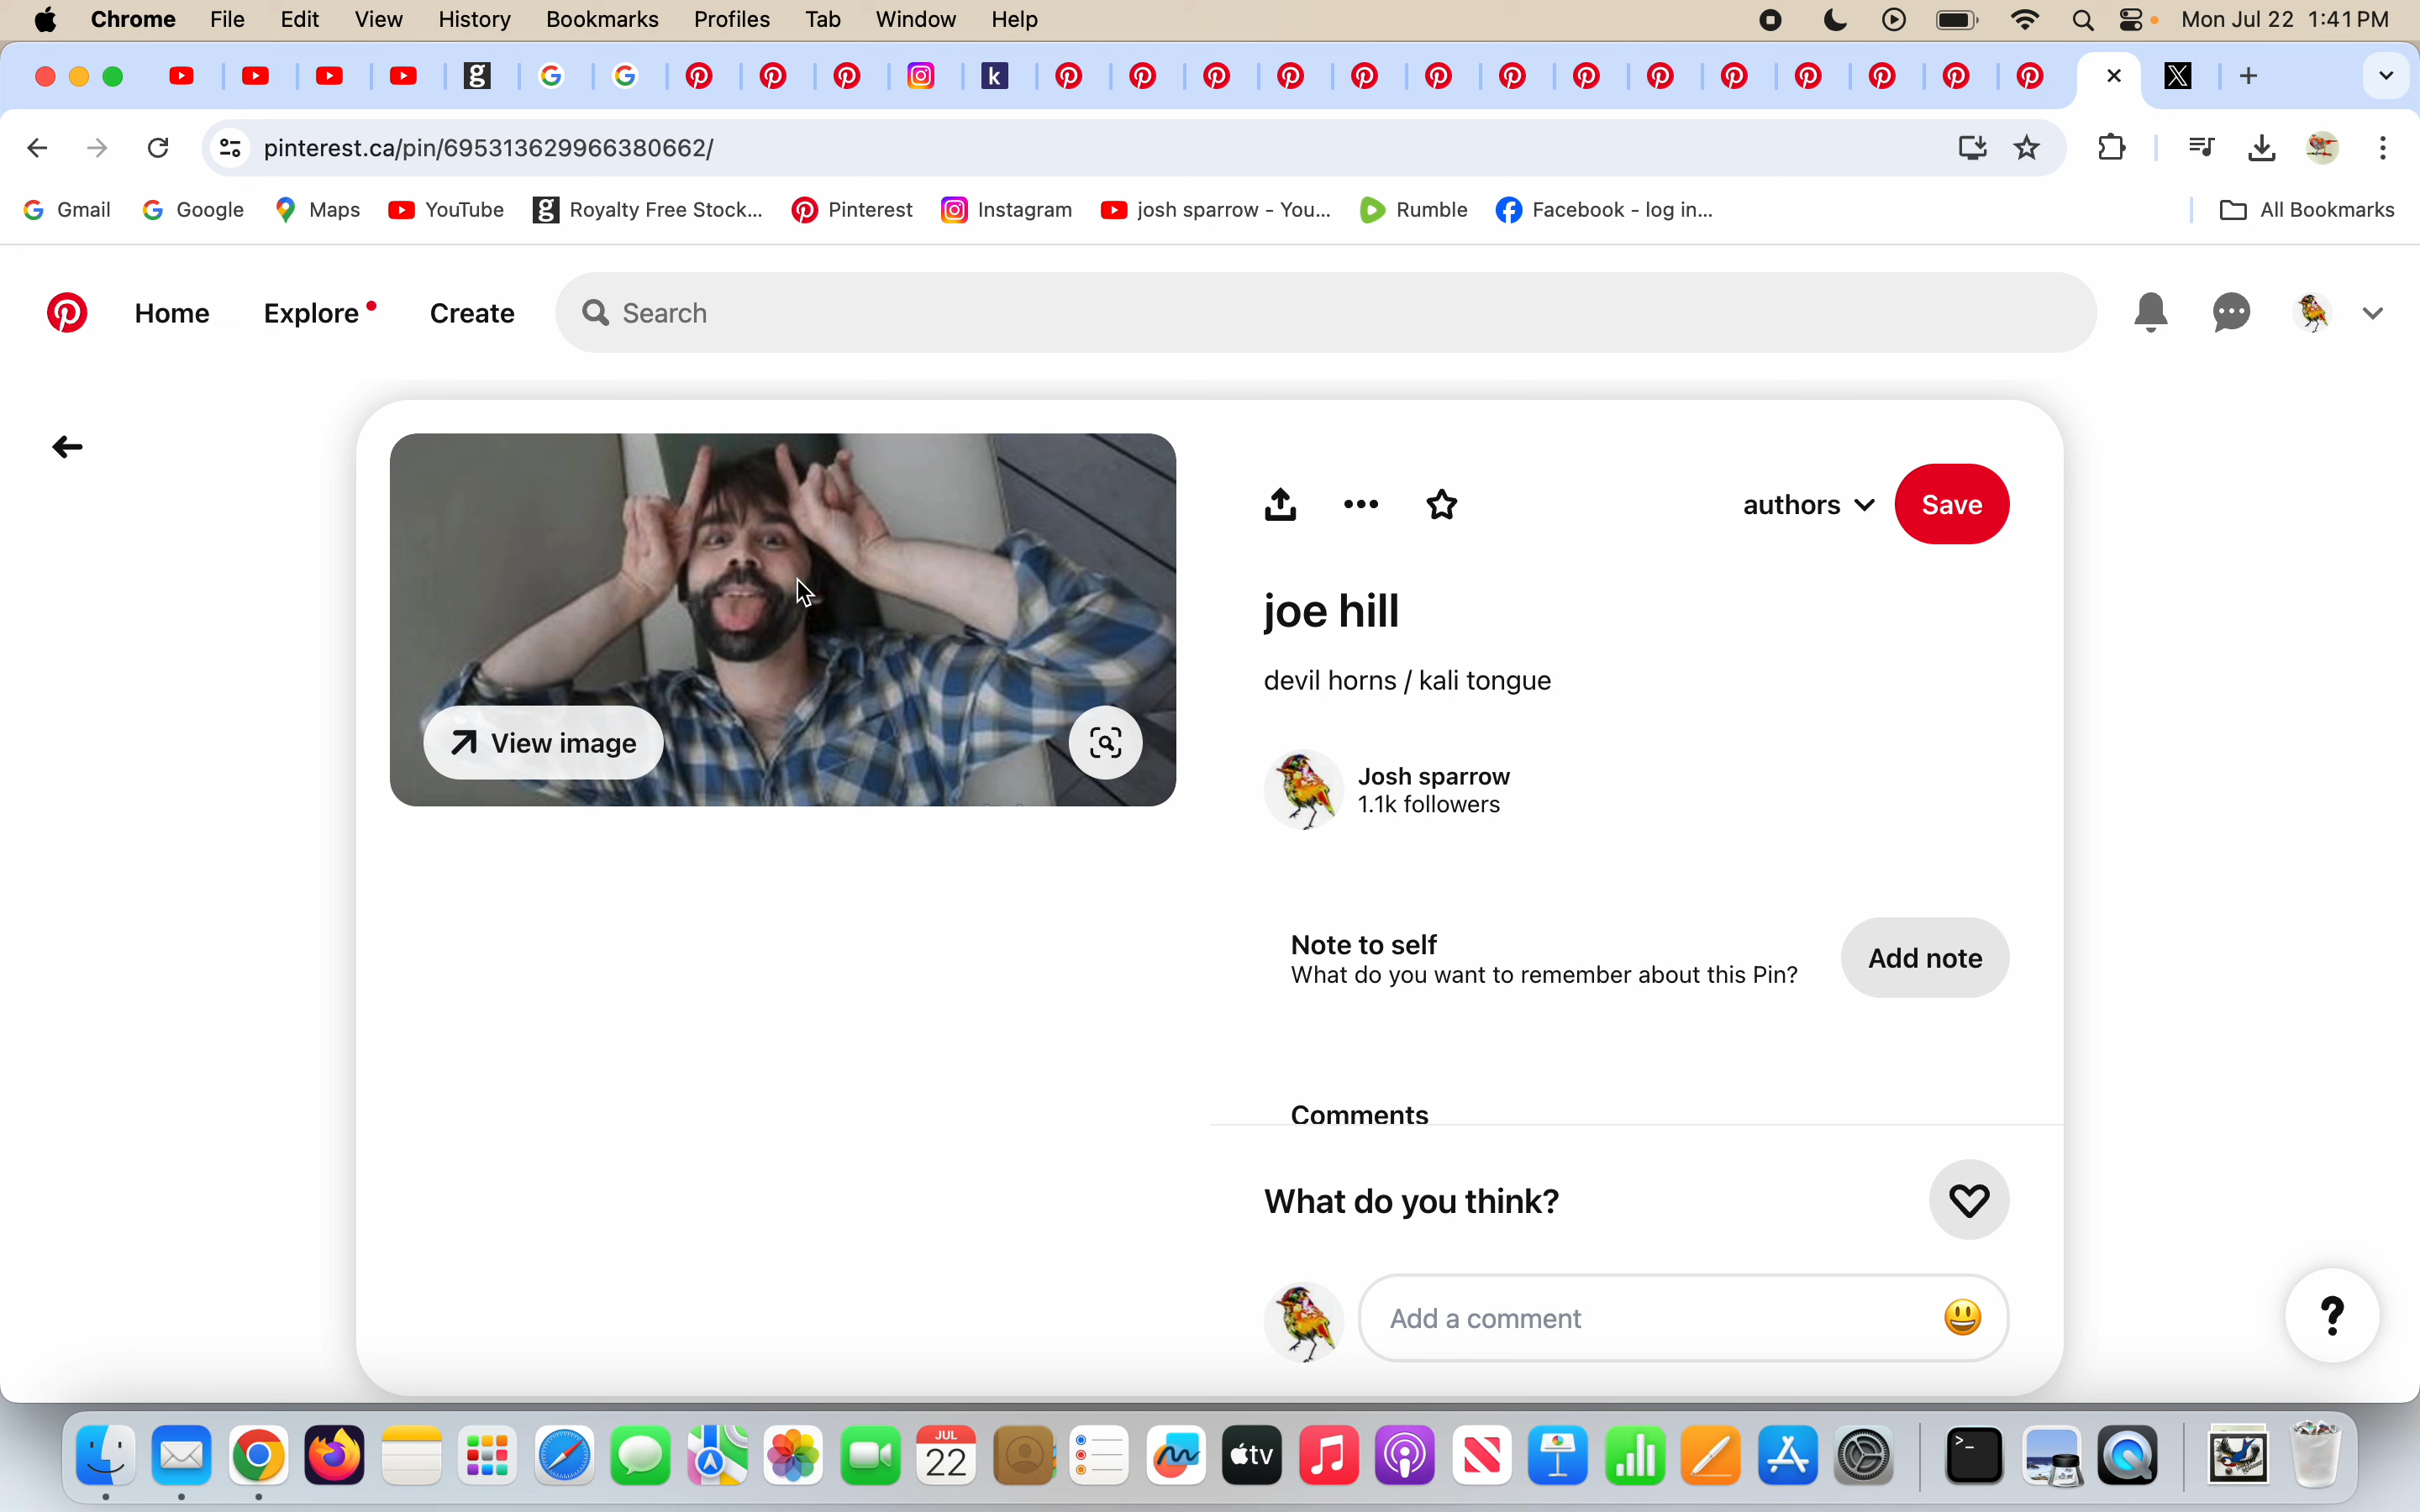 Chrome File Edit View History Bookmarks Profiles Tab Window Help Mon Jul 22 1:41 PM
pinterest.ca/pin/695313629966380662/
Gmail Google Maps YouTube Royalty Free Stock... Pinterest Instagram josh sparrow - You... Rumble Facebook - log in... All Bookmarks
Home Explore Create Search
authors Save
joe hill
devil horns / kali tongue
View image
Josh sparrow
1.1k followers
Note to self
What do you want to remember about this Pin?
Add note
Comments
What do you think?
Add a comment
?
JUL
22
tv